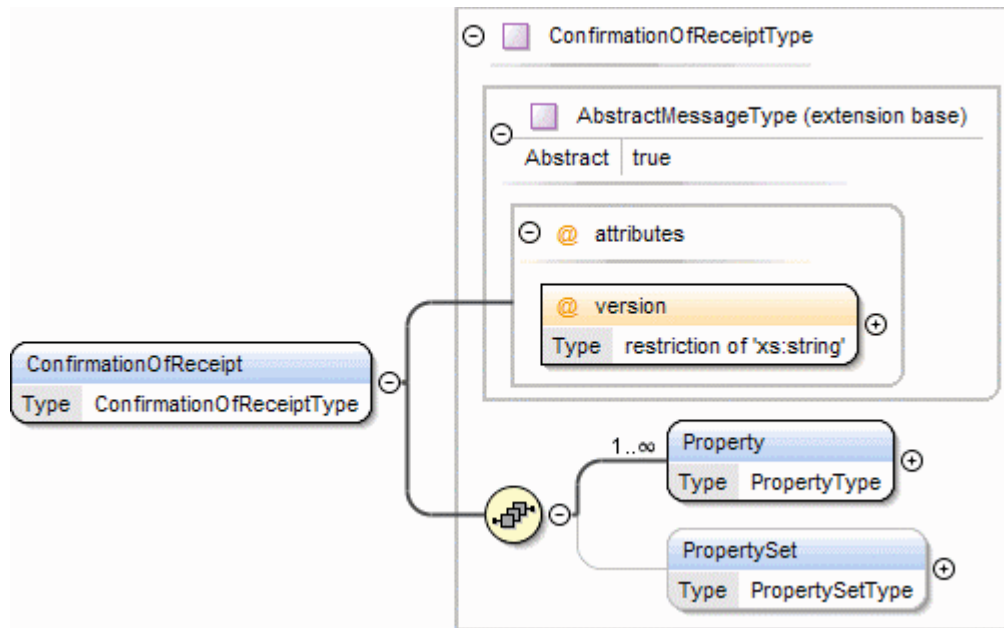 ConfirmationOfReceiptType
AbstractMessageType (extension base)
Abstract true
@ attributes
@ version
Type restriction of 'xs:string'
ConfirmationOfReceipt
Type ConfirmationOfReceiptType
1..∞
Property
Type PropertyType
PropertySet
Type PropertySetType